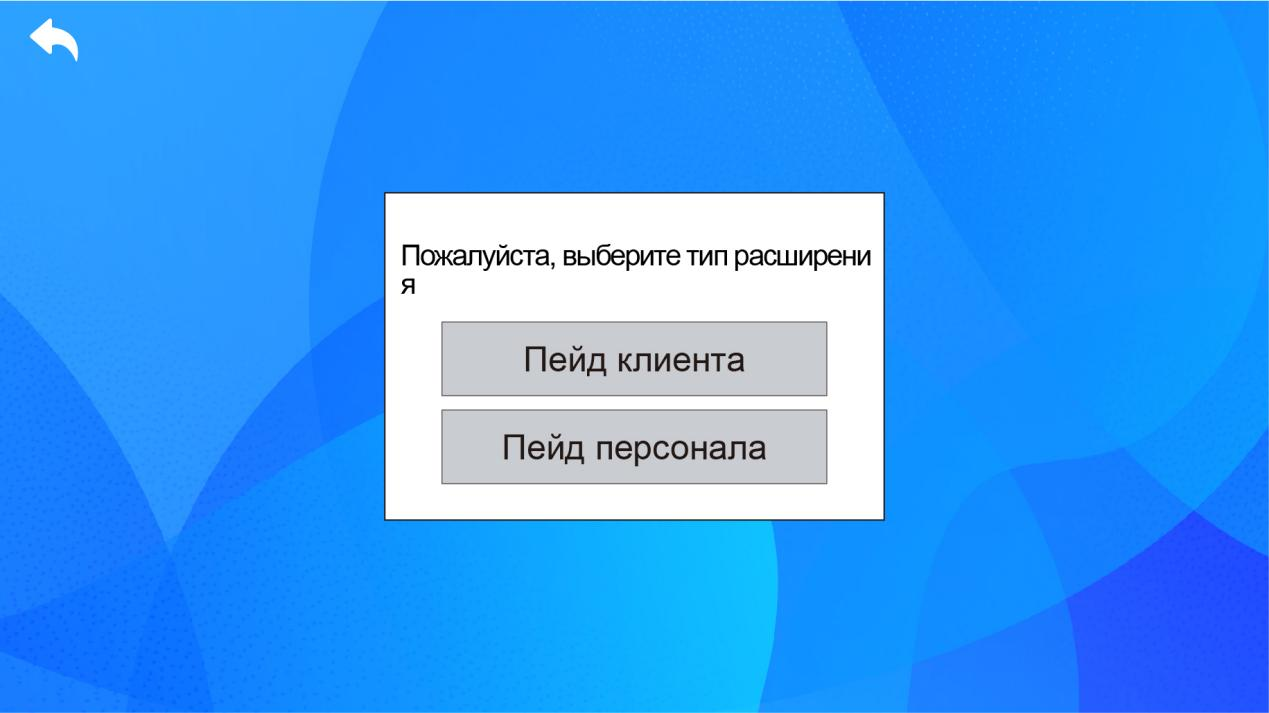 Пожалуйста, выберите тип расширени
я
Пейд клиента
Пейд персонала